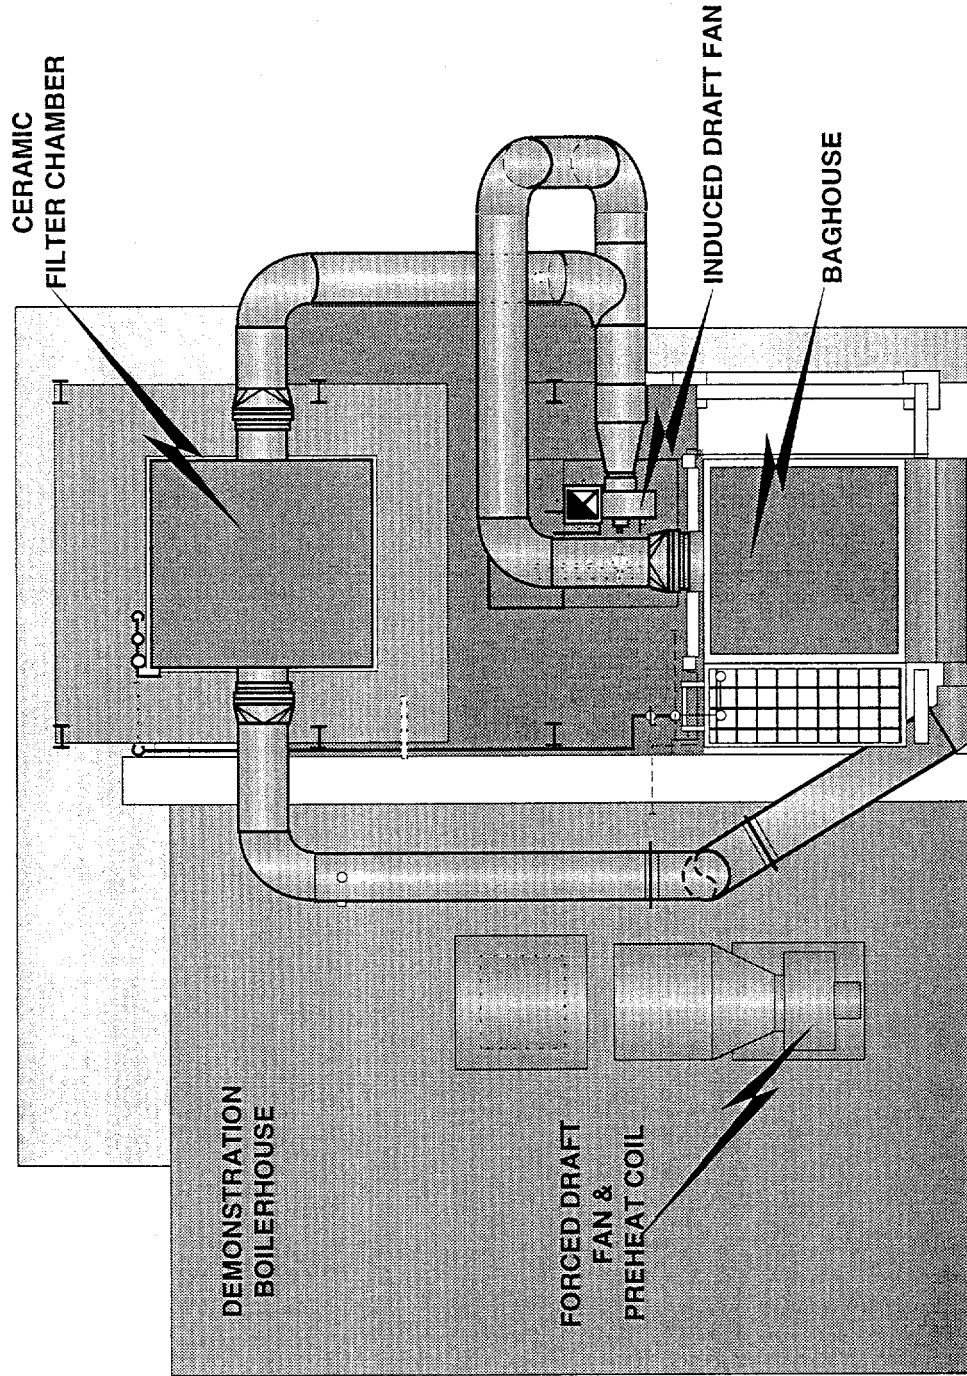 CERAMIC
FILTER CHAMBER
INDUCED DRAFT FAN
BAGHOUSE
DEMONSTRATION
BOILERHOUSE
FORCED DRAFT
FAN &
PREHEAT COIL